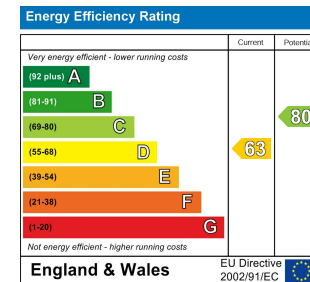 Energy Efficiency Rating
Current
Very energy efficient - lower running costs
(92 plus) A
(81-91) B
(69-80) C
80
(55-68) D
63
(39-54) E
(21-38) F
(1-20) G
Not energy efficient - higher running costs
England & Wales
EU Directive
2002/91/EC